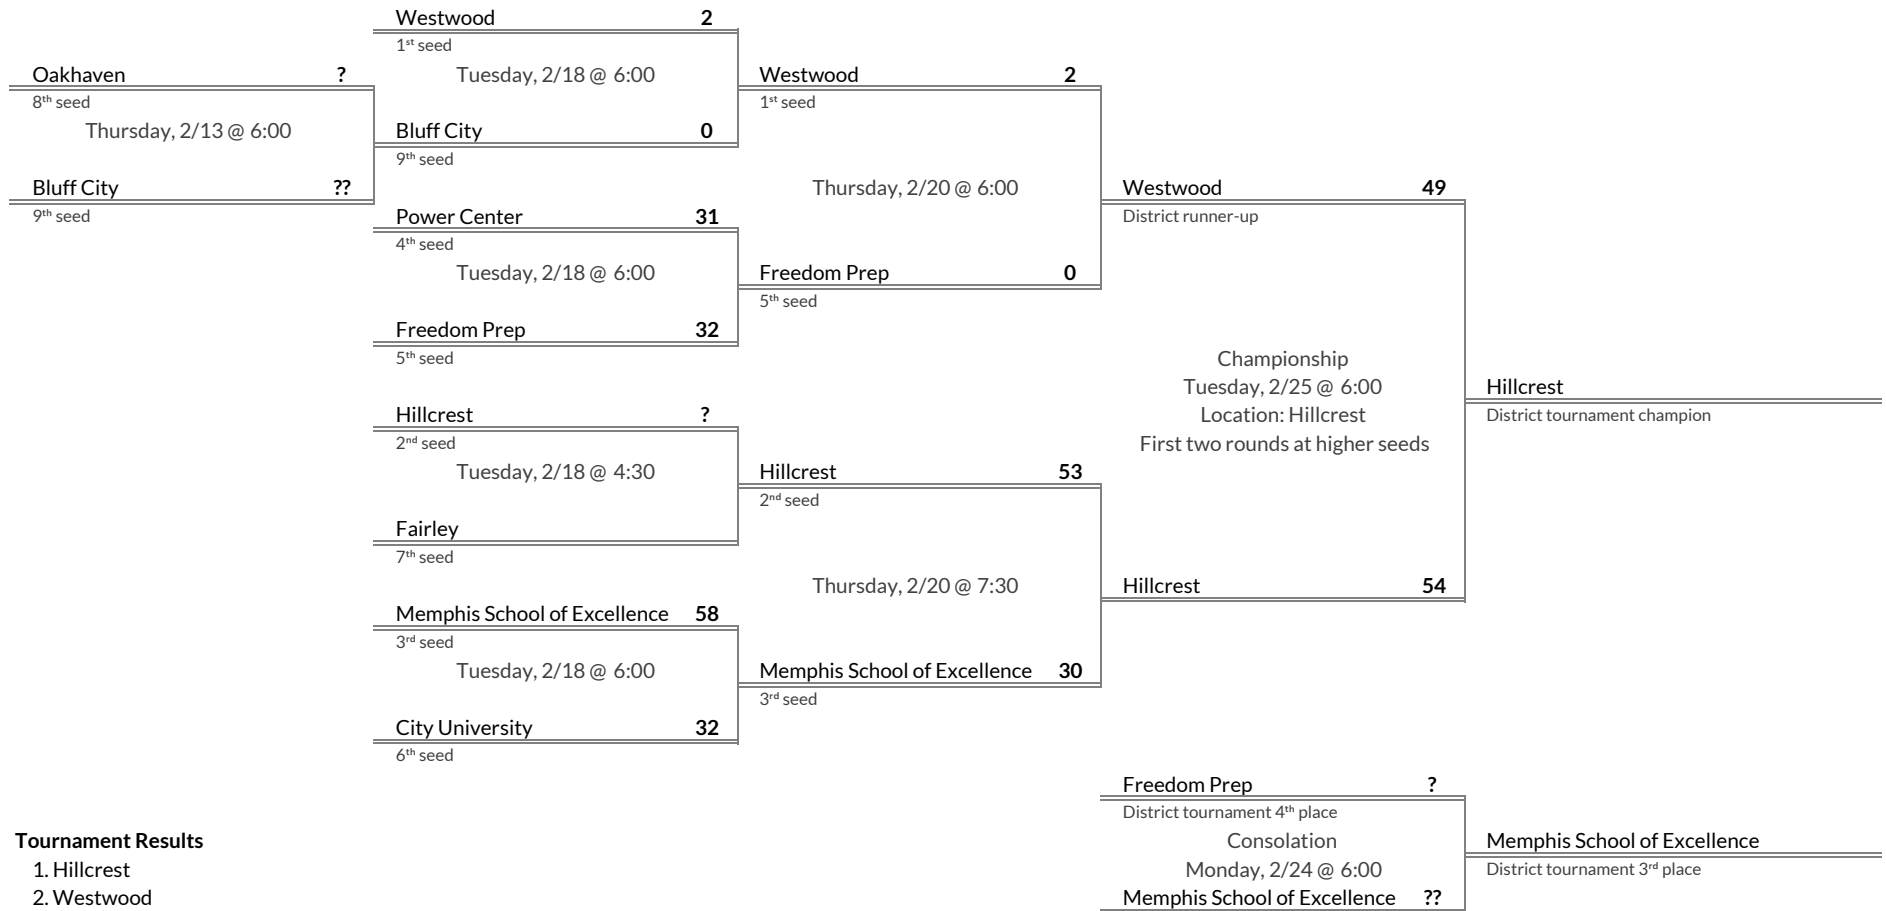 Westwood 2
1st seed
Tuesday, 2/18 @ 6:00
Bluff City 0
9th seed
Oakhaven ?
8th seed
Thursday, 2/13 @ 6:00
Bluff City ??
9th seed
Power Center 31
4th seed
Tuesday, 2/18 @ 6:00
Freedom Prep 32
5th seed
Hillcrest ?
2nd seed
Tuesday, 2/18 @ 4:30
Fairley
7th seed
Memphis School of Excellence 58
3rd seed
Tuesday, 2/18 @ 6:00
City University 32
6th seed
Westwood 2
1st seed
Thursday, 2/20 @ 6:00
Freedom Prep 0
5th seed
Hillcrest 53
2nd seed
Thursday, 2/20 @ 7:30
Memphis School of Excellence 30
3rd seed
Westwood 49
District runner-up
Championship
Tuesday, 2/25 @ 6:00
Location: Hillcrest
First two rounds at higher seeds
Hillcrest 54
Hillcrest
District tournament champion
Freedom Prep ?
District tournament 4th place
Consolation
Monday, 2/24 @ 6:00
Memphis School of Excellence ??
Memphis School of Excellence
District tournament 3rd place
Tournament Results
1. Hillcrest
2. Westwood